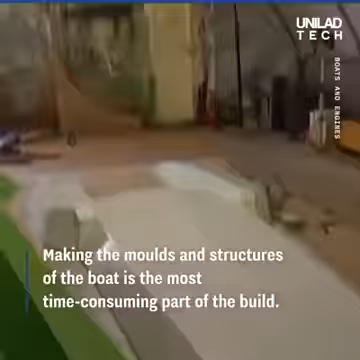 UNILAD
TECH
BOATS AND ENGINES
Making the moulds and structures
of the boat is the most
time-consuming part of the build.